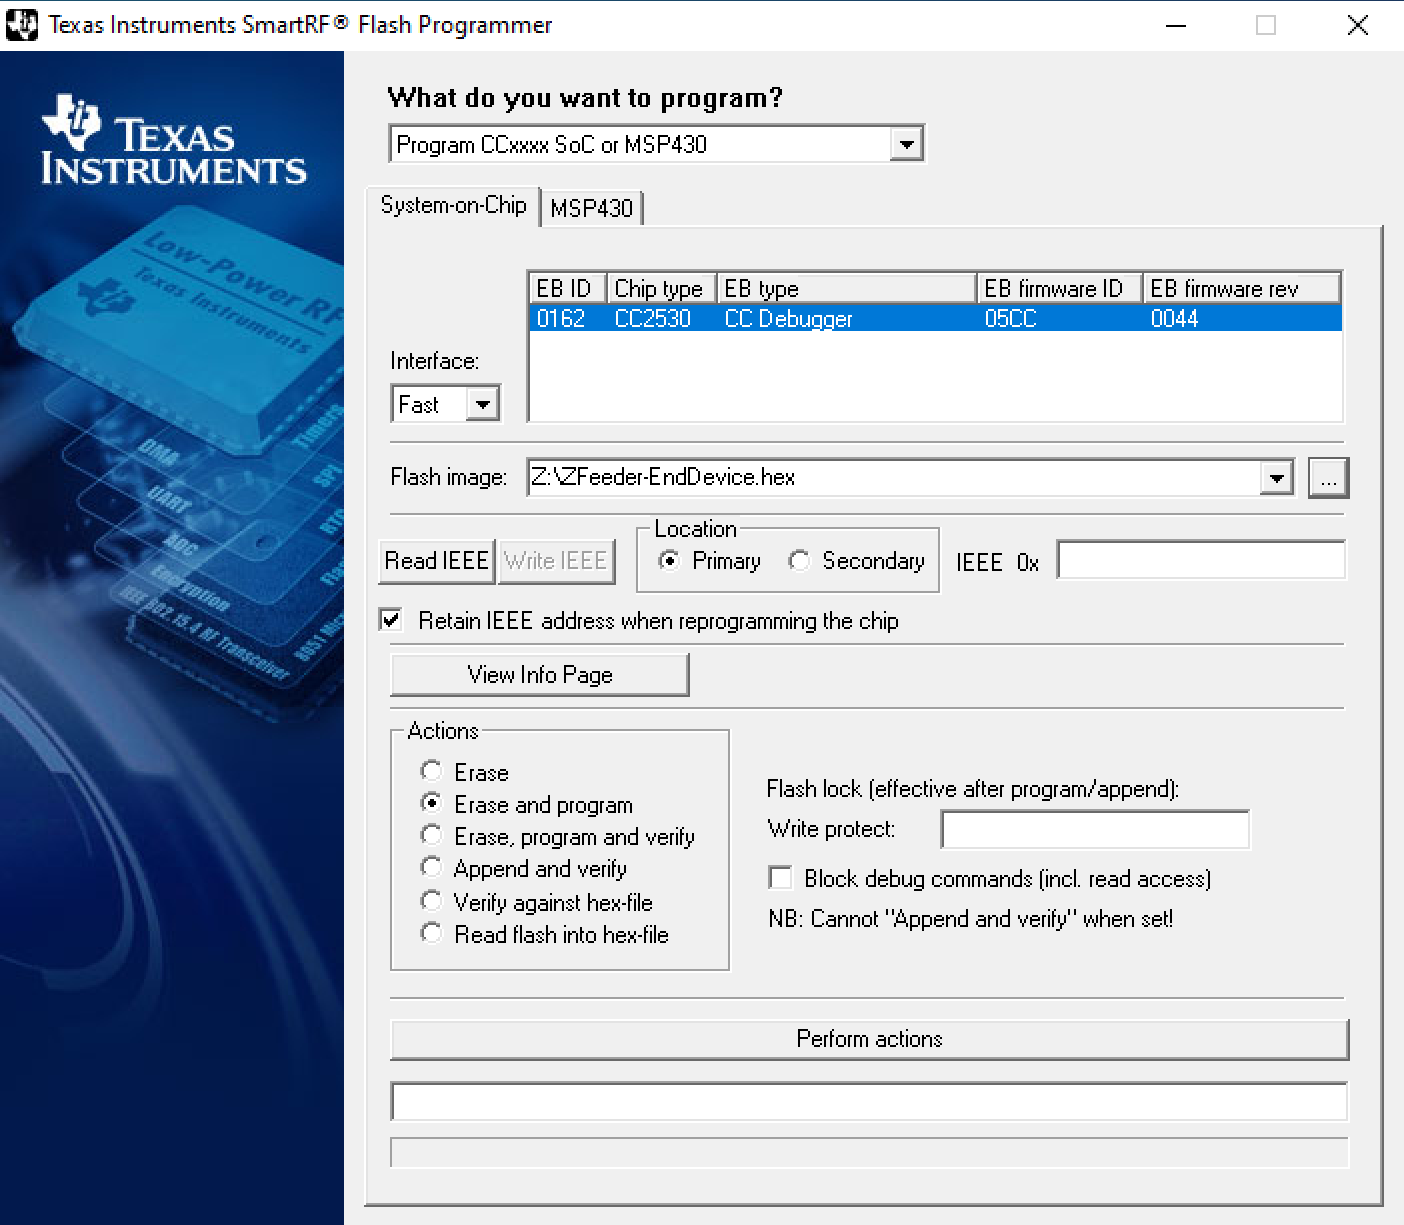 Texas Instruments SmartRF® Flash Programmer
TEXAS
INSTRUMENTS
Low-Power RF
Texas Instruments
DMA
UART
ADC
Encryption
IEEE 802.15.4 RF Transceiver
Timers
SPI
RTC
8051
What do you want to program?
Program CCxxxx SoC or MSP430
System-on-Chip MSP430
EB ID Chip type EB type EB firmware ID EB firmware rev
0162 CC2530 CC Debugger 05CC 0044
Interface:
Fast
Flash image: Z:\ZFeeder-EndDevice.hex ...
Location
Read IEEE Write IEEE Primary Secondary IEEE 0x
Retain IEEE address when reprogramming the chip
View Info Page
Actions
Erase
Erase and program
Erase, program and verify
Append and verify
Verify against hex-file
Read flash into hex-file
Flash lock (effective after program/append):
Write protect:
Block debug commands (incl. read access)
NB: Cannot "Append and verify" when set!
Perform actions